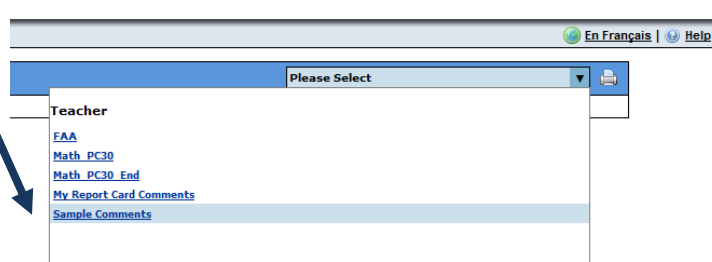 En Français | Help
Please Select
Teacher
FAA
Math_PC30
Math_PC30_End
My Report Card Comments
Sample Comments